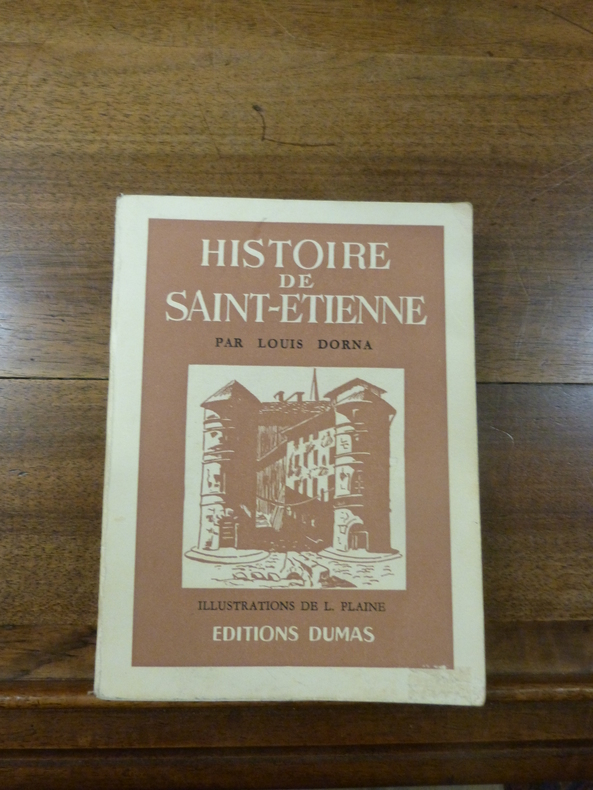 HISTOIRE
DE
SAINT-ETIENNE
PAR LOUIS DORNA
ILLUSTRATIONS DE L. PLAINE
EDITIONS DUMAS